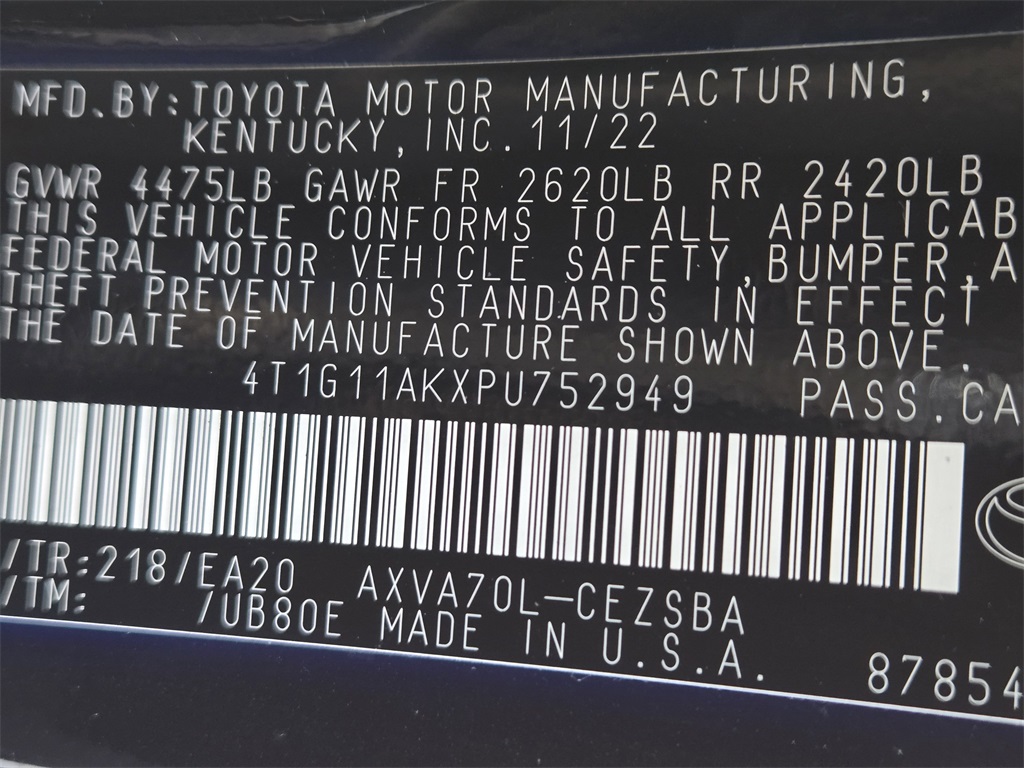 MFD.BY:TOYOTA MOTOR MANUFACTURING,
KENTUCKY,INC.11/22
GVWR 4475LB GAWR FR 2620LB RR 2420LB
THIS VEHICLE CONFORMS TO ALL APPLICAB
FEDERAL MOTOR VEHICLE SAFETY,BUMPER,A
THEFT PREVENTION STANDARDS IN EFFECT
THE DATE OF MANUFACTURE SHOWN ABOVE.
4T1G11AKXPU752949 PASS.CA
/TR:218/EA20 AXVA70L-CEZSBA
/TM: /UB80E MADE IN U.S.A.
87854